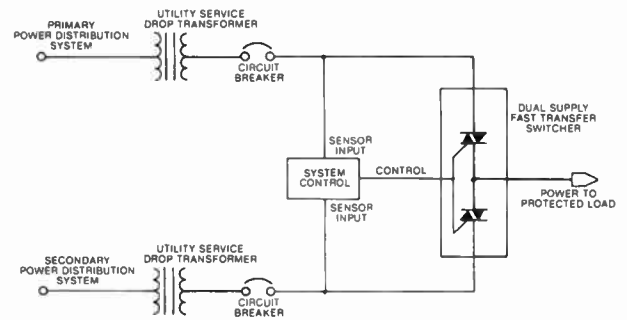 PRIMARY
POWER DISTRIBUTION
SYSTEM
UTILITY SERVICE
DROP TRANSFORMER
CIRCUIT
BREAKER
DUAL SUPPLY
FAST TRANSFER
SWITCHER
SENSOR
INPUT
SYSTEM
CONTROL
CONTROL
SENSOR
INPUT
POWER TO
PROTECTED LOAD
SECONDARY
POWER DISTRIBUTION
SYSTEM
UTILITY SERVICE
DROP TRANSFORMER
CIRCUIT
BREAKER